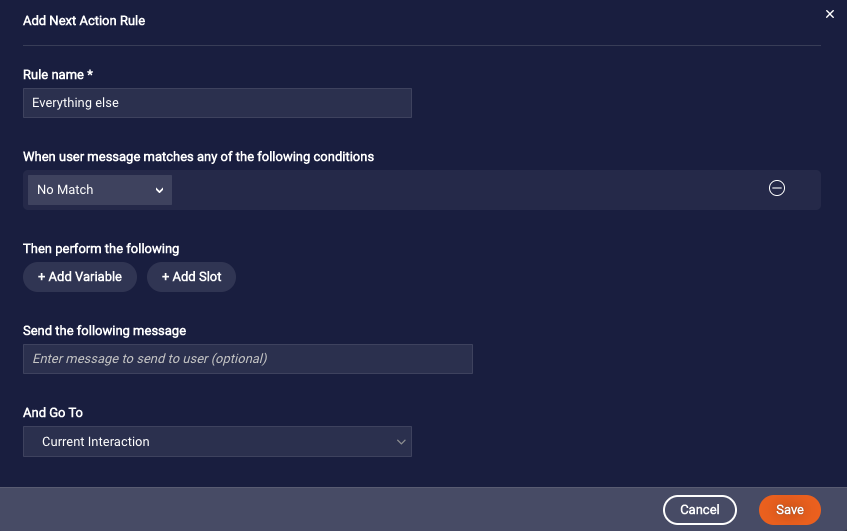 Add Next Action Rule
×
Rule name *
Everything else
When user message matches any of the following conditions
No Match
Then perform the following
+ Add Variable + Add Slot
Send the following message
Enter message to send to user (optional)
And Go To
Current Interaction
Cancel Save